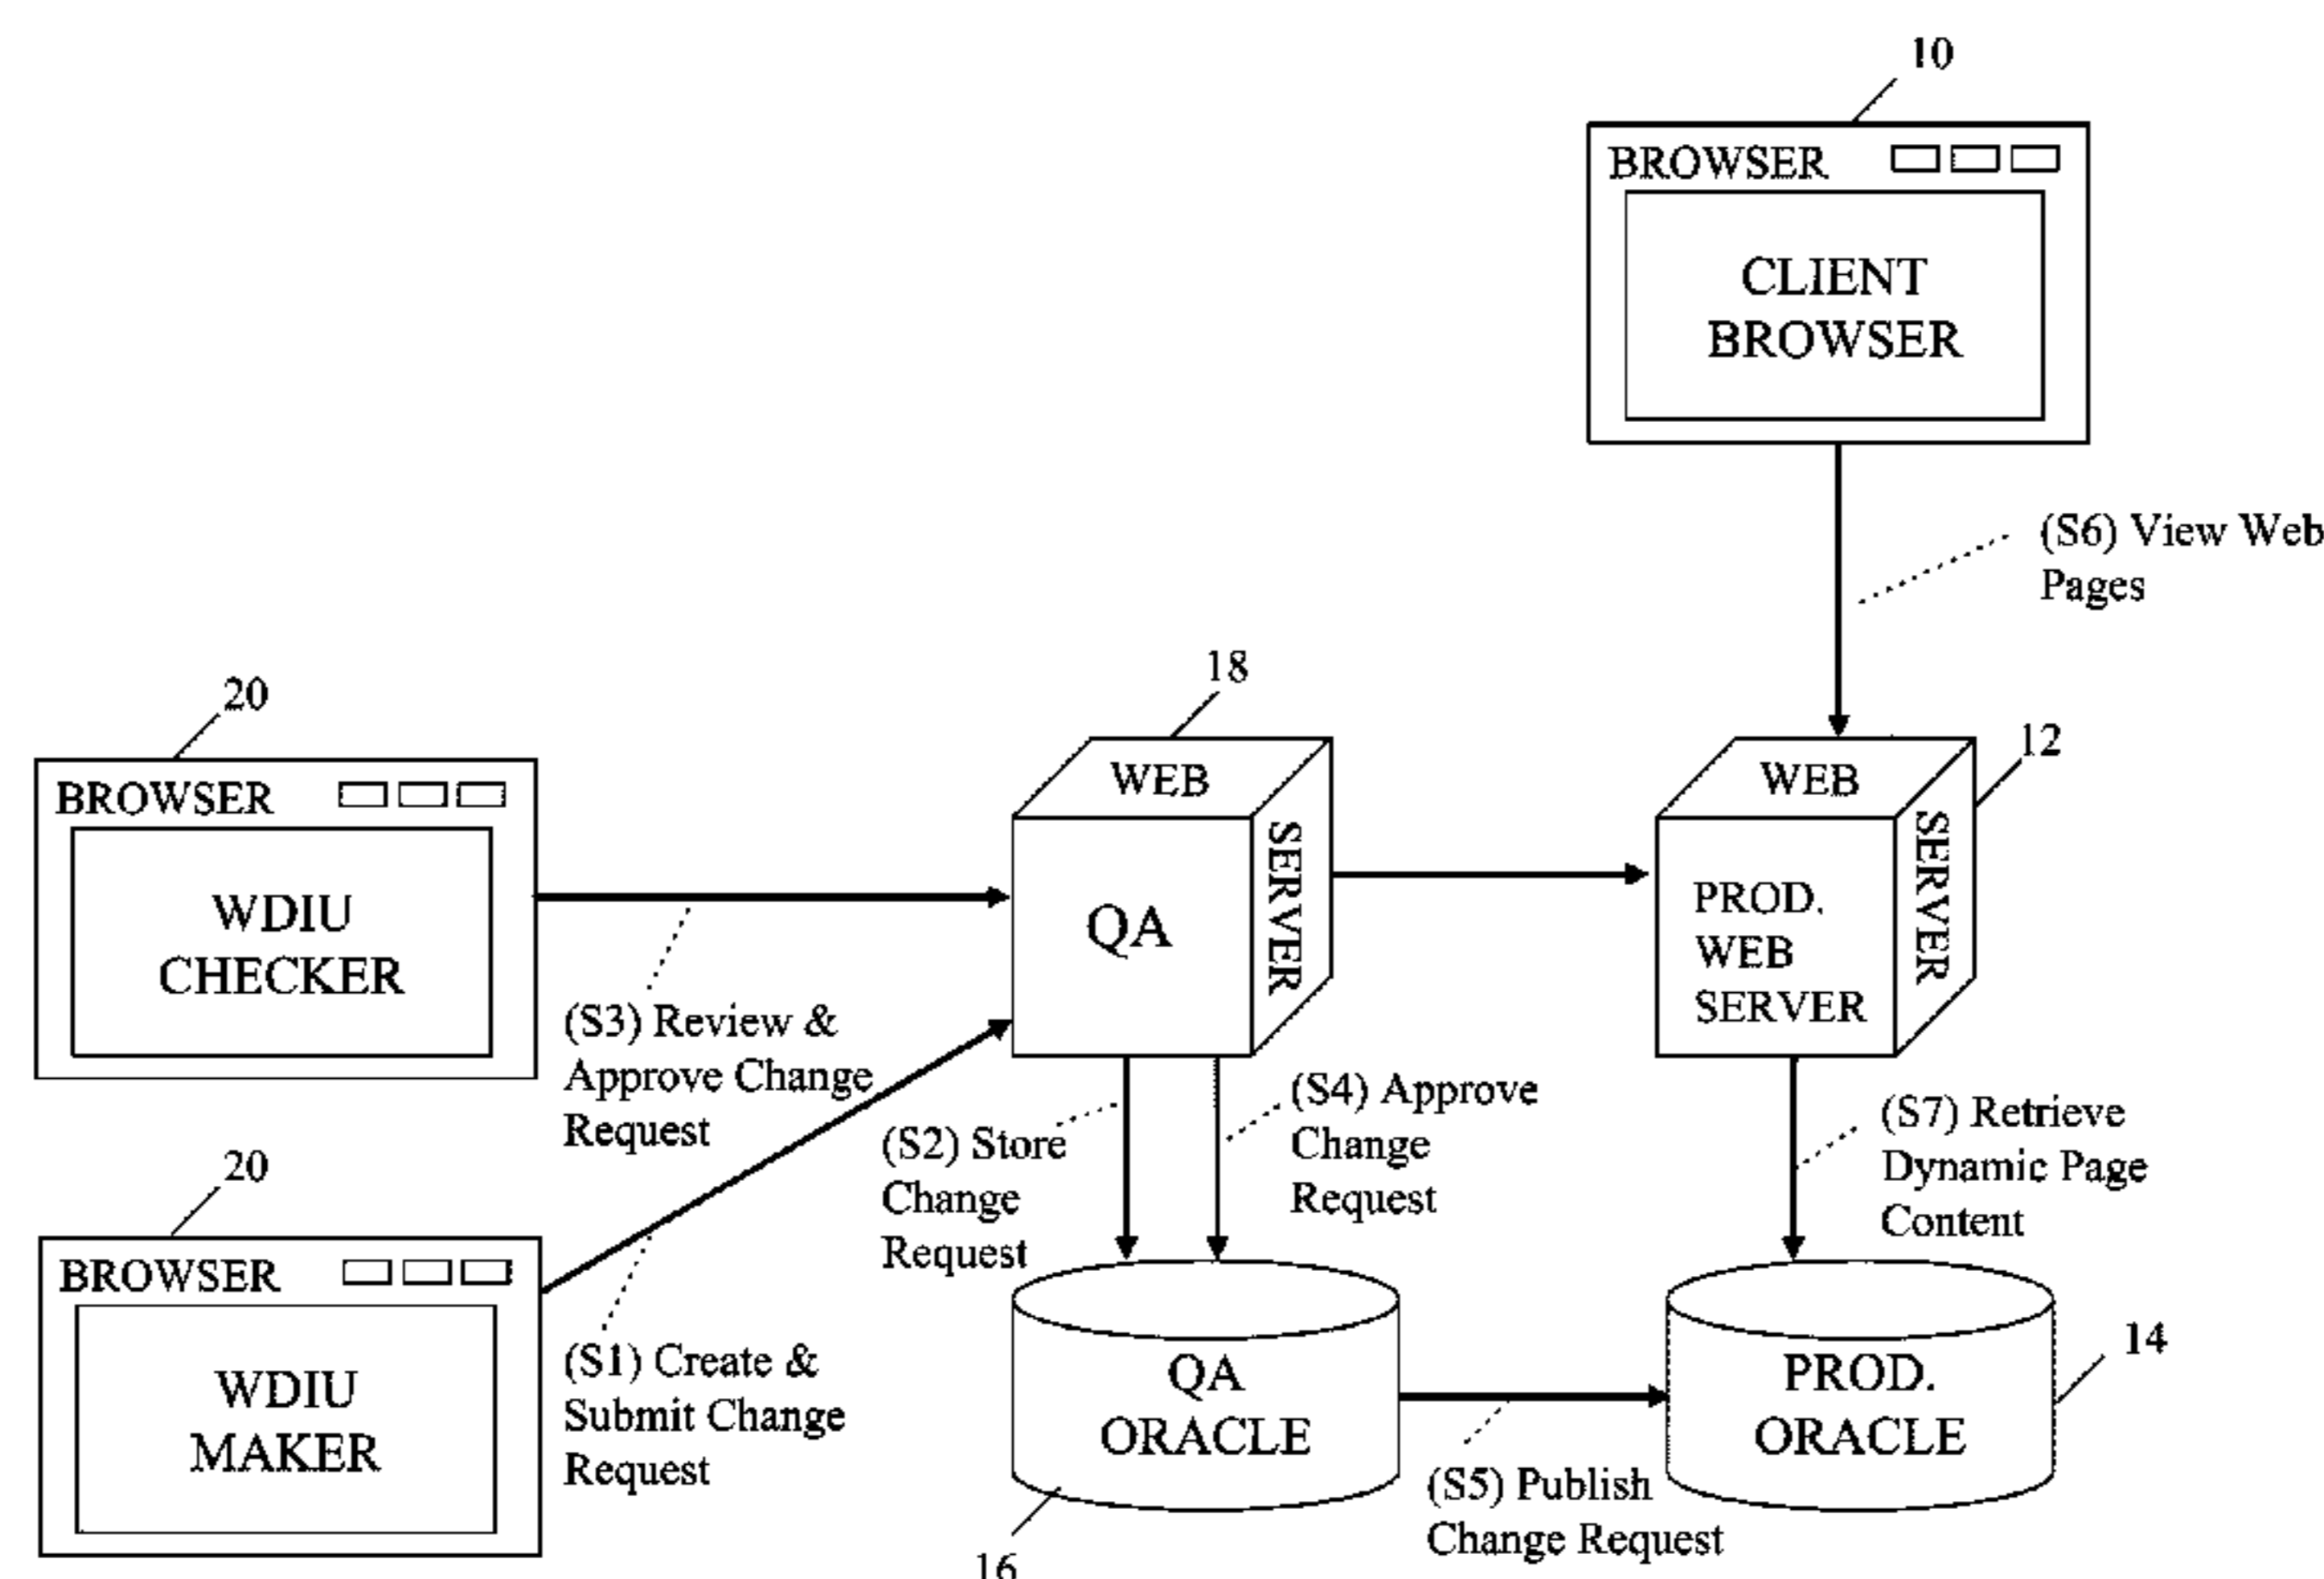 10
BROWSER
CLIENT
BROWSER
(S6) View Web
Pages
20
BROWSER
WDIU
CHECKER
(S3) Review &
Approve Change
Request
18
WEB
QA
SERVER
12
WEB
PROD.
WEB
SERVER
SERVER
20
BROWSER
WDIU
MAKER
(S1) Create &
Submit Change
Request
(S2) Store
Change
Request
(S4) Approve
Change
Request
(S7) Retrieve
Dynamic Page
Content
QA
ORACLE
16
(S5) Publish
Change Request
PROD.
ORACLE
14